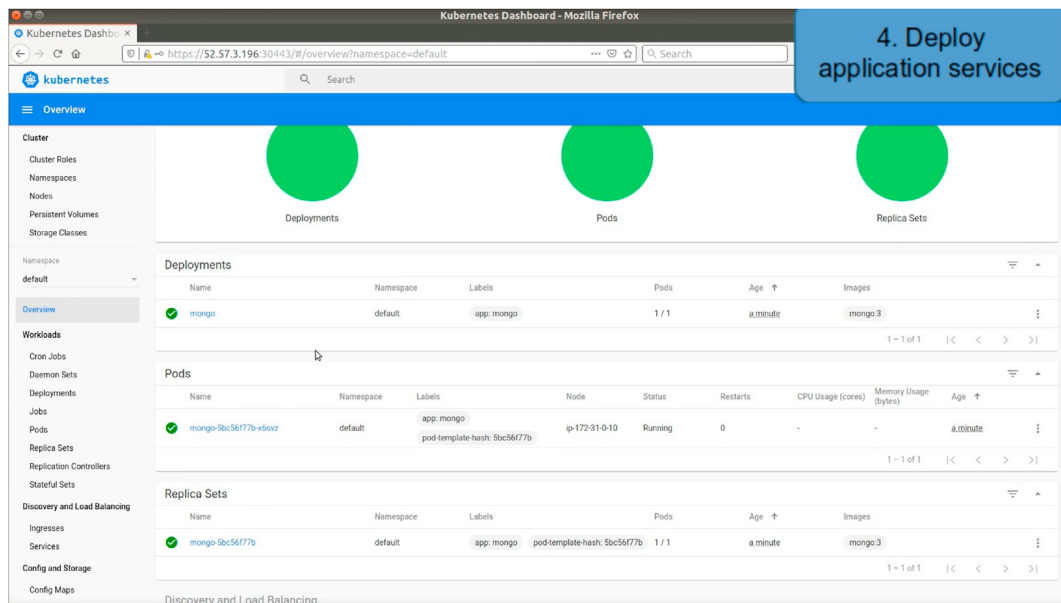 Kubernetes Dashboard - Mozilla Firefox
Kubernetes Dashbo
https://52.57.3.196:30443/#/overview?namespace=default
Search
4. Deploy
application services
kubernetes
Search
Overview
Cluster
Cluster Roles
Namespaces
Nodes
Persistent Volumes
Storage Classes
Namespace
default
Overview
Workloads
Cron Jobs
Daemon Sets
Deployments
Jobs
Pods
Replica Sets
Replication Controllers
Stateful Sets
Discovery and Load Balancing
Ingresses
Services
Config and Storage
Config Maps
Deployments Pods Replica Sets
Deployments
Name Namespace Labels Pods Age Images
mongo default app: mongo 1 / 1 a minute mongo:3
1 – 1 of 1
Pods
Name Namespace Labels Node Status Restarts CPU Usage (cores) Memory Usage (bytes) Age
mongo-5bc56f77b-x6svz default app: mongo pod-template-hash: 5bc56f77b ip-172-31-0-10 Running 0 - - a minute
1 – 1 of 1
Replica Sets
Name Namespace Labels Pods Age Images
mongo-5bc56f77b default app: mongo pod-template-hash: 5bc56f77b 1 / 1 a minute mongo:3
1 – 1 of 1
Discovery and Load Balancing